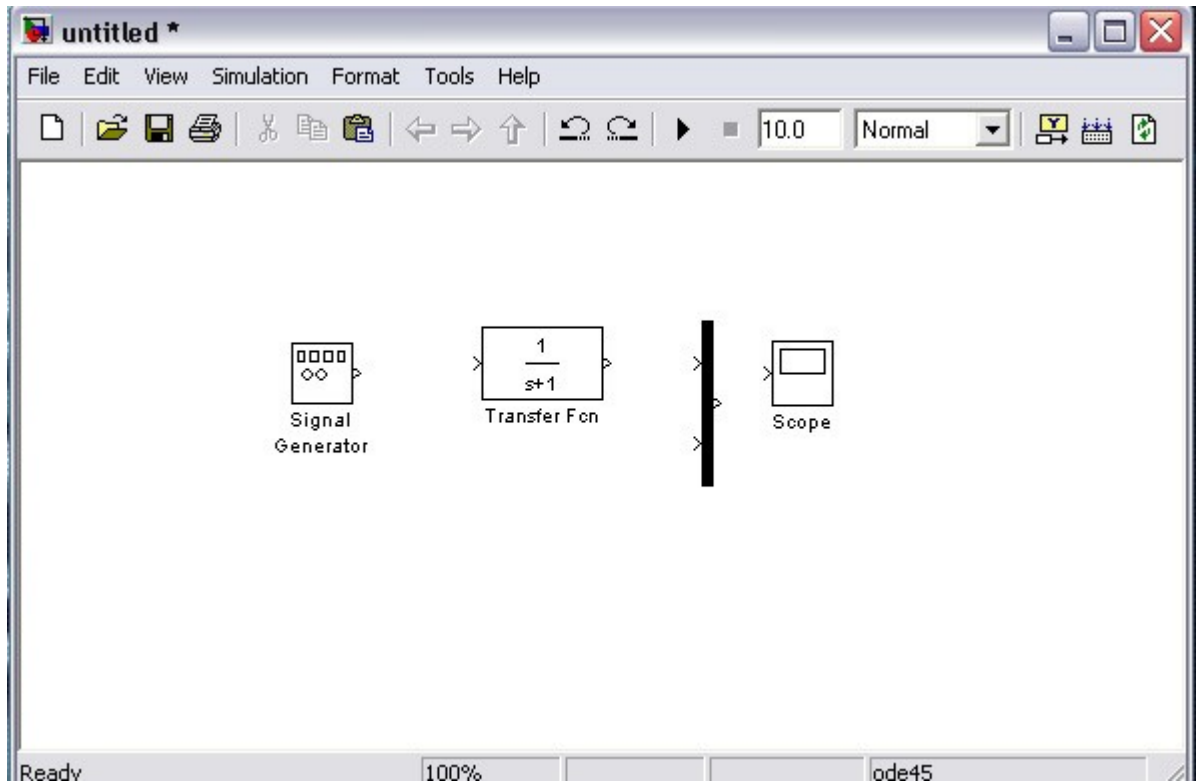 untitled *
File Edit View Simulation Format Tools Help
10.0 Normal
1
s+1
Signal
Generator
Transfer Fcn
Scope
Ready 100% ode45